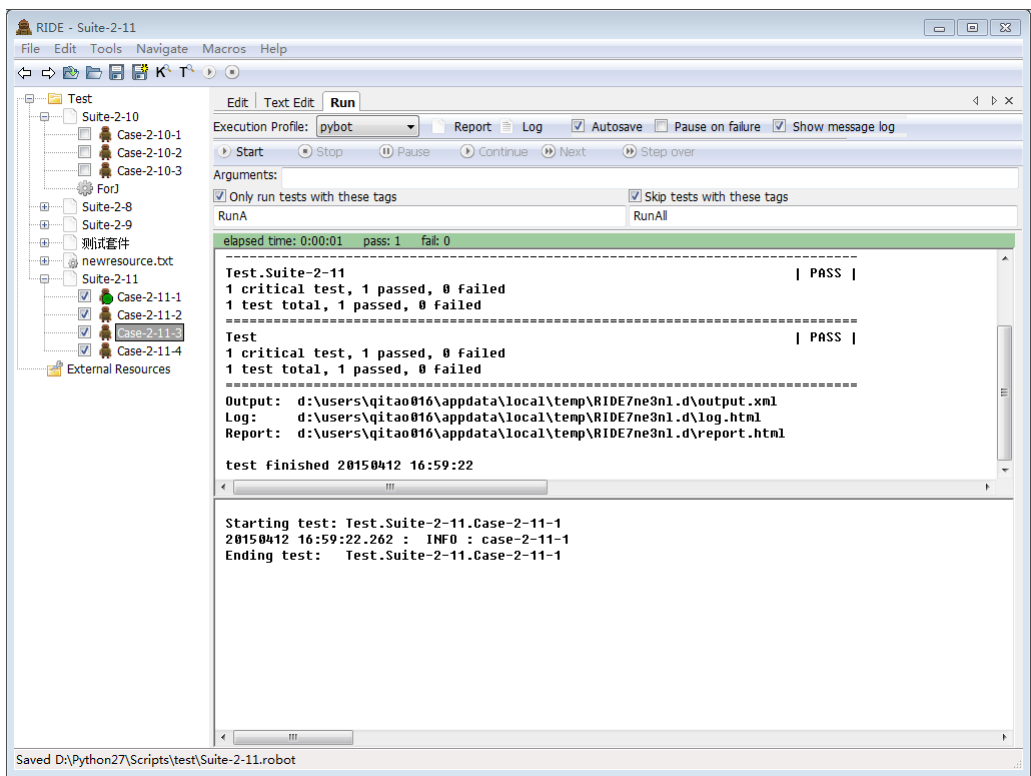 RIDE - Suite-2-11
File Edit Tools Navigate Macros Help
Test
Suite-2-10
Case-2-10-1
Case-2-10-2
Case-2-10-3
ForJ
Suite-2-8
Suite-2-9
测试套件
newresource.txt
Suite-2-11
Case-2-11-1
Case-2-11-2
Case-2-11-3
Case-2-11-4
External Resources
Edit Text Edit Run
Execution Profile: pybot Report Log Autosave Pause on failure Show message log
Start Stop Pause Continue Next Step over
Arguments:
Only run tests with these tags Skip tests with these tags
RunA RunAll
elapsed time: 0:00:01 pass: 1 fail: 0
------------------------------------------------------------------------------
Test.Suite-2-11 | PASS |
1 critical test, 1 passed, 0 failed
1 test total, 1 passed, 0 failed
==============================================================================
Test | PASS |
1 critical test, 1 passed, 0 failed
1 test total, 1 passed, 0 failed
==============================================================================
Output: d:\users\qitao016\appdata\local\temp\RIDE7ne3nl.d\output.xml
Log: d:\users\qitao016\appdata\local\temp\RIDE7ne3nl.d\log.html
Report: d:\users\qitao016\appdata\local\temp\RIDE7ne3nl.d\report.html
test finished 20150412 16:59:22
Starting test: Test.Suite-2-11.Case-2-11-1
20150412 16:59:22.262 : INFO : case-2-11-1
Ending test: Test.Suite-2-11.Case-2-11-1
Saved D:\Python27\Scripts\test\Suite-2-11.robot